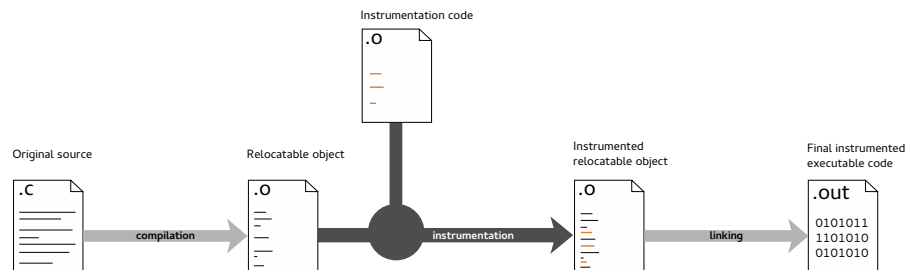 Instrumentation code
.o
Original source
Relocatable object
Instrumented
relocatable object
Final instrumented
executable code
.c
.o
.o
.out
compilation
instrumentation
linking
0101011
1101010
0101010